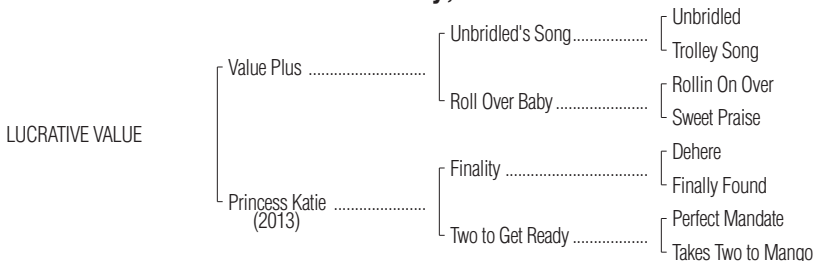 Unbridled
Unbridled's Song..................
Trolley Song
Value Plus ............................
Rollin On Over
Roll Over Baby ......................
Sweet Praise
LUCRATIVE VALUE
Dehere
Finality ..................................
Finally Found
Princess Katie ......................
(2013)
Perfect Mandate
Two to Get Ready ..................
Takes Two to Mango